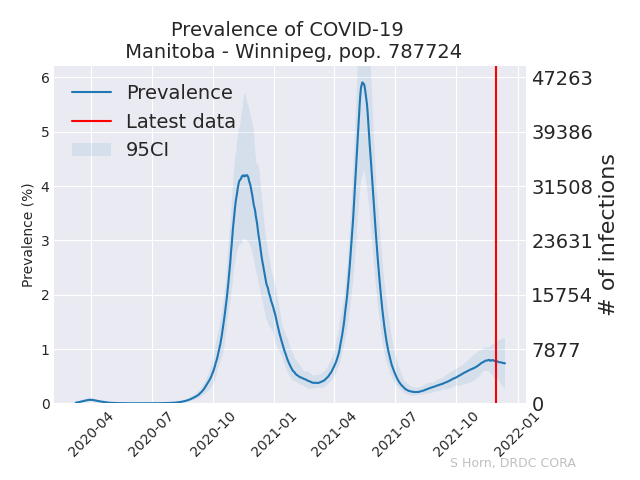 Prevalence of COVID-19
Manitoba - Winnipeg, pop. 787724
Prevalence
Latest data
95CI
Prevalence (%)
6
5
4
3
2
1
0
47263
39386
31508
23631
15754
7877
0
# of infections
2020-04
2020-07
2020-10
2021-01
2021-04
2021-07
2021-10
2022-01
S Horn, DRDC CORA